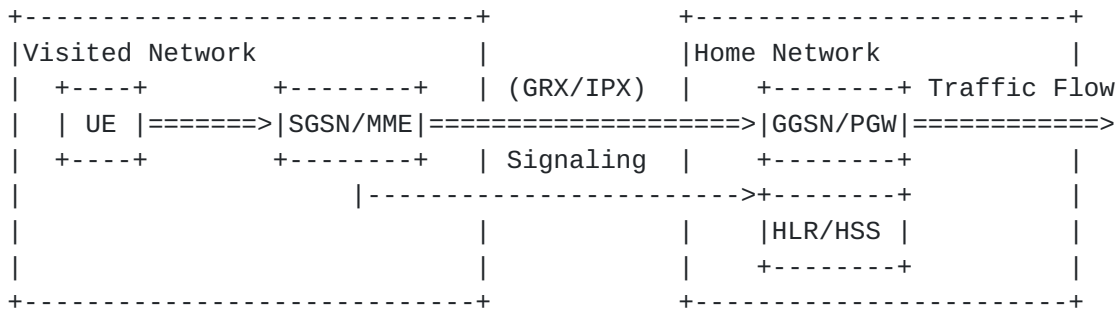 Visited Network Home Network
(GRX/IPX) Traffic Flow
UE SGSN/MME GGSN/PGW
Signaling
HLR/HSS